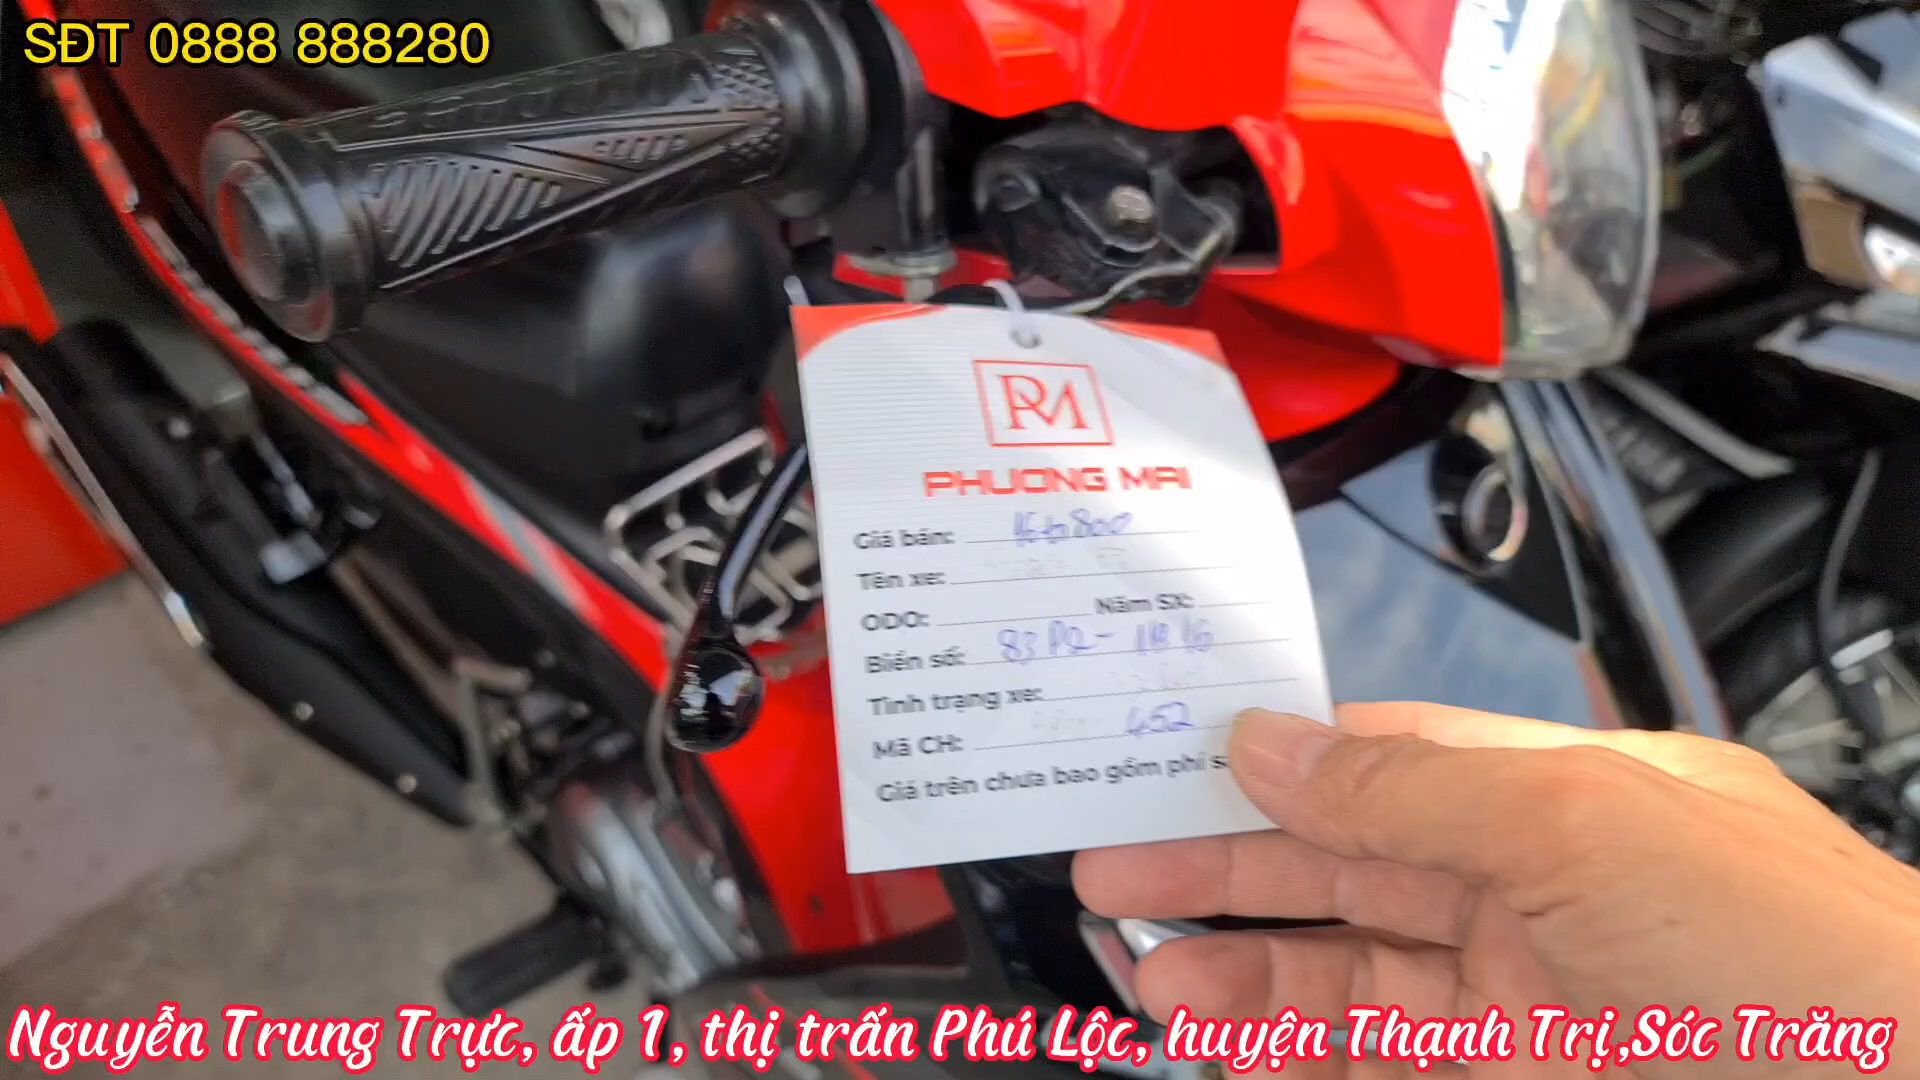 SĐT 0888 888280
PM
PHUONG MAI
Giá bán:
Tên xe:
ODO: Năm SX:
Biển số: 83 P2 -
Tình trạng xe:
Mã CH: 452
Giá trên chưa bao gồm phí
Nguyễn Trung Trực, ấp 1, thị trấn Phú Lộc, huyện Thạnh Trị,Sóc Trăng